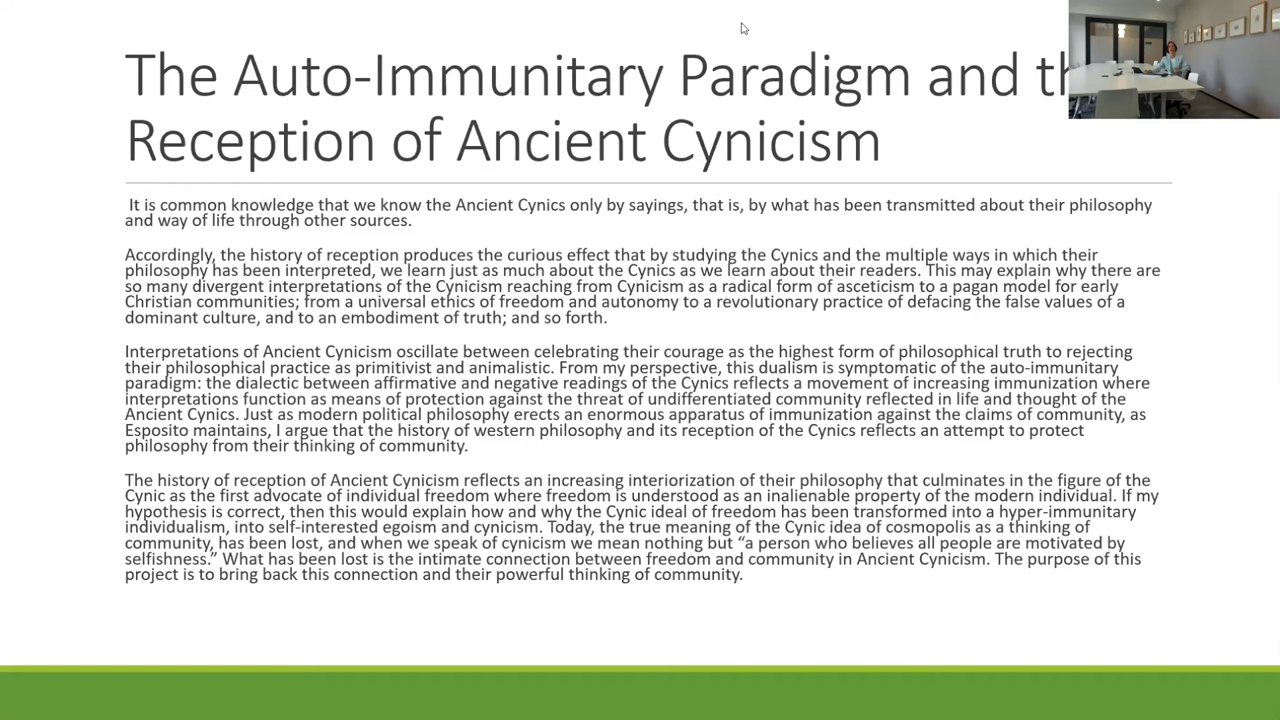 The Auto-Immunitary Paradigm and
Reception of Ancient Cynicism
It is common knowledge that we know the Ancient Cynics only by sayings, that is, by what has been transmitted about their philosophy
and way of life through other sources.
Accordingly, the history of reception produces the curious effect that by studying the Cynics and the multiple ways in which their
philosophy has been interpreted, we learn just as much about the Cynics as we learn about their readers. This may explain why there are
so many divergent interpretations of the Cynicism reaching from Cynicism as a radical form of asceticism to a pagan model for early
Christian communities; from a universal ethics of freedom and autonomy to a revolutionary practice of defacing the false values of a
dominant culture, and to an embodiment of truth; and so forth.
Interpretations of Ancient Cynicism oscillate between celebrating their courage as the highest form of philosophical truth to rejecting
their philosophical practice as primitivist and animalistic. From my perspective, this dualism is symptomatic of the auto-immunitary
paradigm: the dialectic between affirmative and negative readings of the Cynics reflects a movement of increasing immunization where
interpretations function as means of protection against the threat of undifferentiated community reflected in life and thought of the
Ancient Cynics. Just as modern political philosophy erects an enormous apparatus of immunization against the claims of community, as
Esposito maintains, I argue that the history of western philosophy and its reception of the Cynics reflects an attempt to protect
philosophy from their thinking of community.
The history of reception of Ancient Cynicism reflects an increasing interiorization of their philosophy that culminates in the figure of the
Cynic as the first advocate of individual freedom where freedom is understood as an inalienable property of the modern individual. If my
hypothesis is correct, then this would explain how and why the Cynic ideal of freedom has been transformed into a hyper-immunitary
individualism, into self-interested egoism and cynicism. Today, the true meaning of the Cynic idea of cosmopolis as a thinking of
community, has been lost, and when we speak of cynicism we mean nothing but “a person who believes all people are motivated by
selfishness.” What has been lost is the intimate connection between freedom and community in Ancient Cynicism. The purpose of this
project is to bring back this connection and their powerful thinking of community.